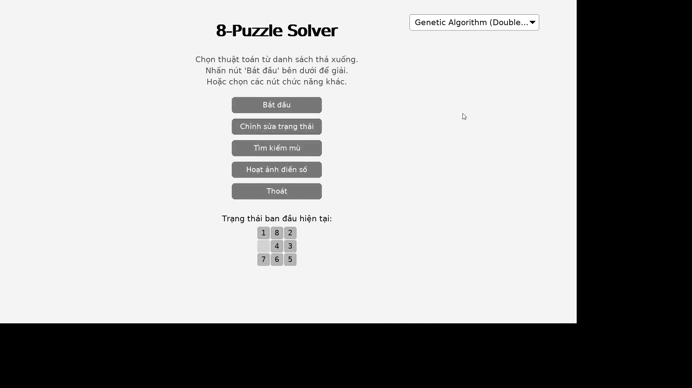 8-Puzzle Solver
Genetic Algorithm (Double...
Chọn thuật toán từ danh sách thả xuống.
Nhấn nút 'Bắt đầu' bên dưới để giải.
Hoặc chọn các nút chức năng khác.
Bắt đầu
Chỉnh sửa trạng thái
Tìm kiếm mù
Hoạt ảnh điền số
Thoát
Trạng thái ban đầu hiện tại:
1 8 2
4 3
7 6 5